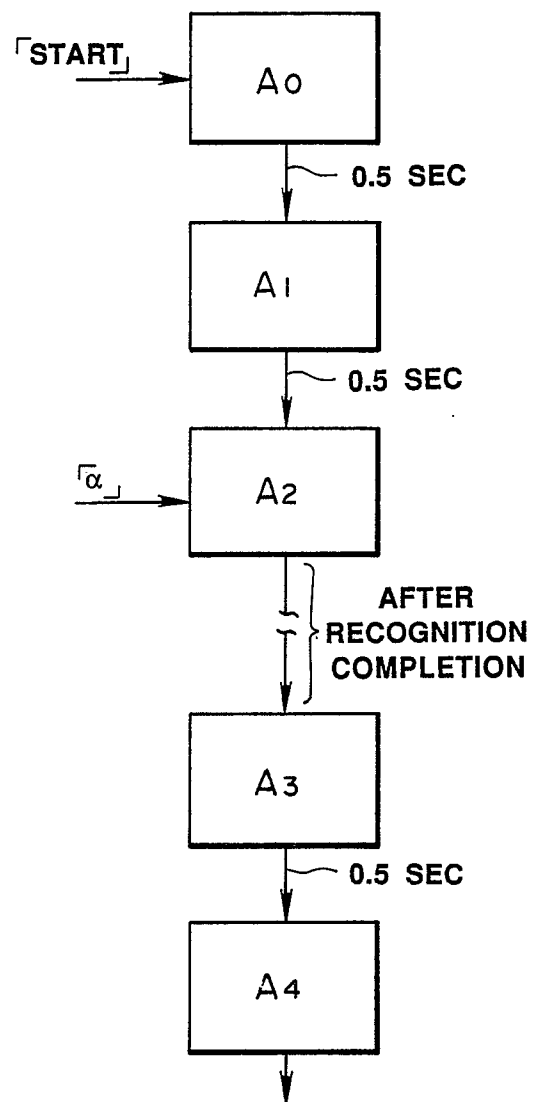 「START」
A0
0.5 SEC
A1
0.5 SEC
「α」
A2
AFTER
RECOGNITION
COMPLETION
A3
0.5 SEC
A4